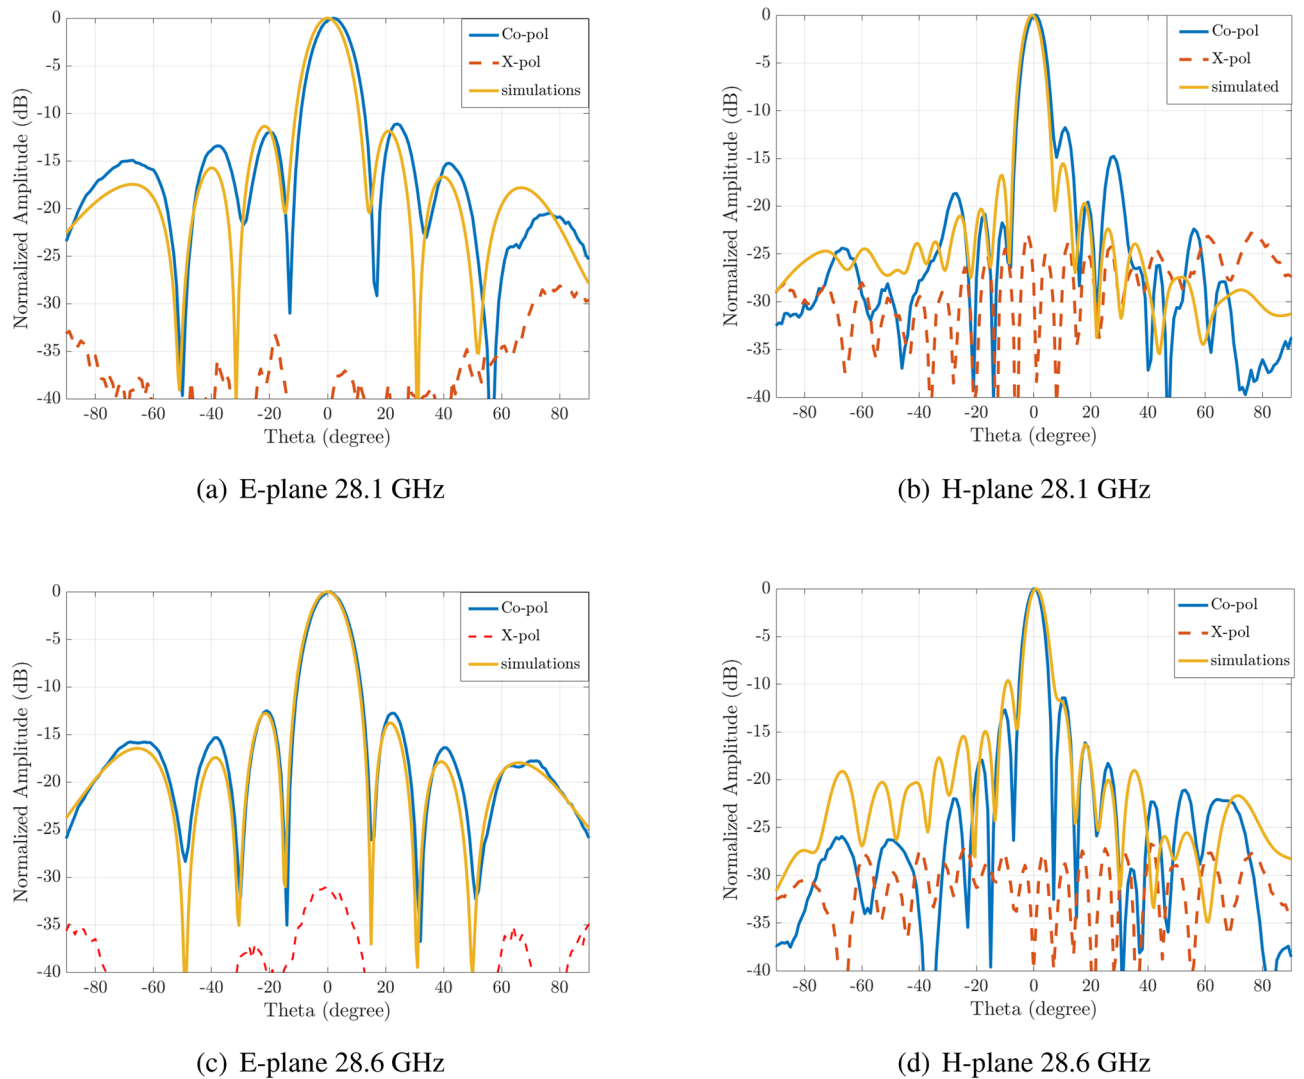 0
-5
-10
-15
-20
-25
-30
-35
-40
Normalized Amplitude (dB)
-80 -60 -40 -20 0 20 40 60 80
Theta (degree)
Co-pol
X-pol
simulations
(a) E-plane 28.1 GHz
0
-5
-10
-15
-20
-25
-30
-35
-40
Normalized Amplitude (dB)
-80 -60 -40 -20 0 20 40 60 80
Theta (degree)
Co-pol
X-pol
simulated
(b) H-plane 28.1 GHz
0
-5
-10
-15
-20
-25
-30
-35
-40
Normalized Amplitude (dB)
-80 -60 -40 -20 0 20 40 60 80
Theta (degree)
Co-pol
X-pol
simulations
(c) E-plane 28.6 GHz
0
-5
-10
-15
-20
-25
-30
-35
-40
Normalized Amplitude (dB)
-80 -60 -40 -20 0 20 40 60 80
Theta (degree)
Co-pol
X-pol
simulations
(d) H-plane 28.6 GHz